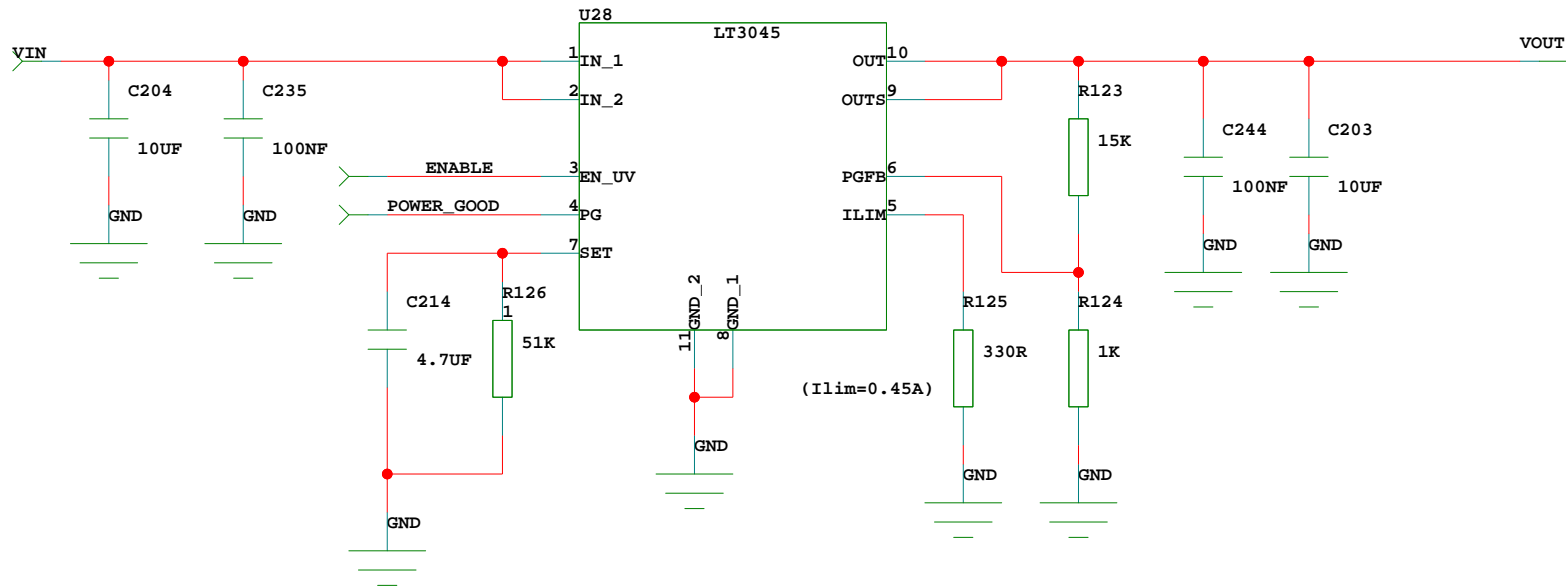 U28
LT3045
VIN
1 IN_1
2 IN_2
3 EN_UV
4 PG
7 SET
OUT 10
OUTS 9
PGFB 6
ILIM 5
11 GND_2
8 GND_1
VOUT
C204
10UF
GND
C235
100NF
GND
ENABLE
POWER_GOOD
C214
4.7UF
R126
1
51K
GND
GND
(Ilim=0.45A)
R125
330R
GND
R123
15K
R124
1K
GND
C244
100NF
GND
C203
10UF
GND